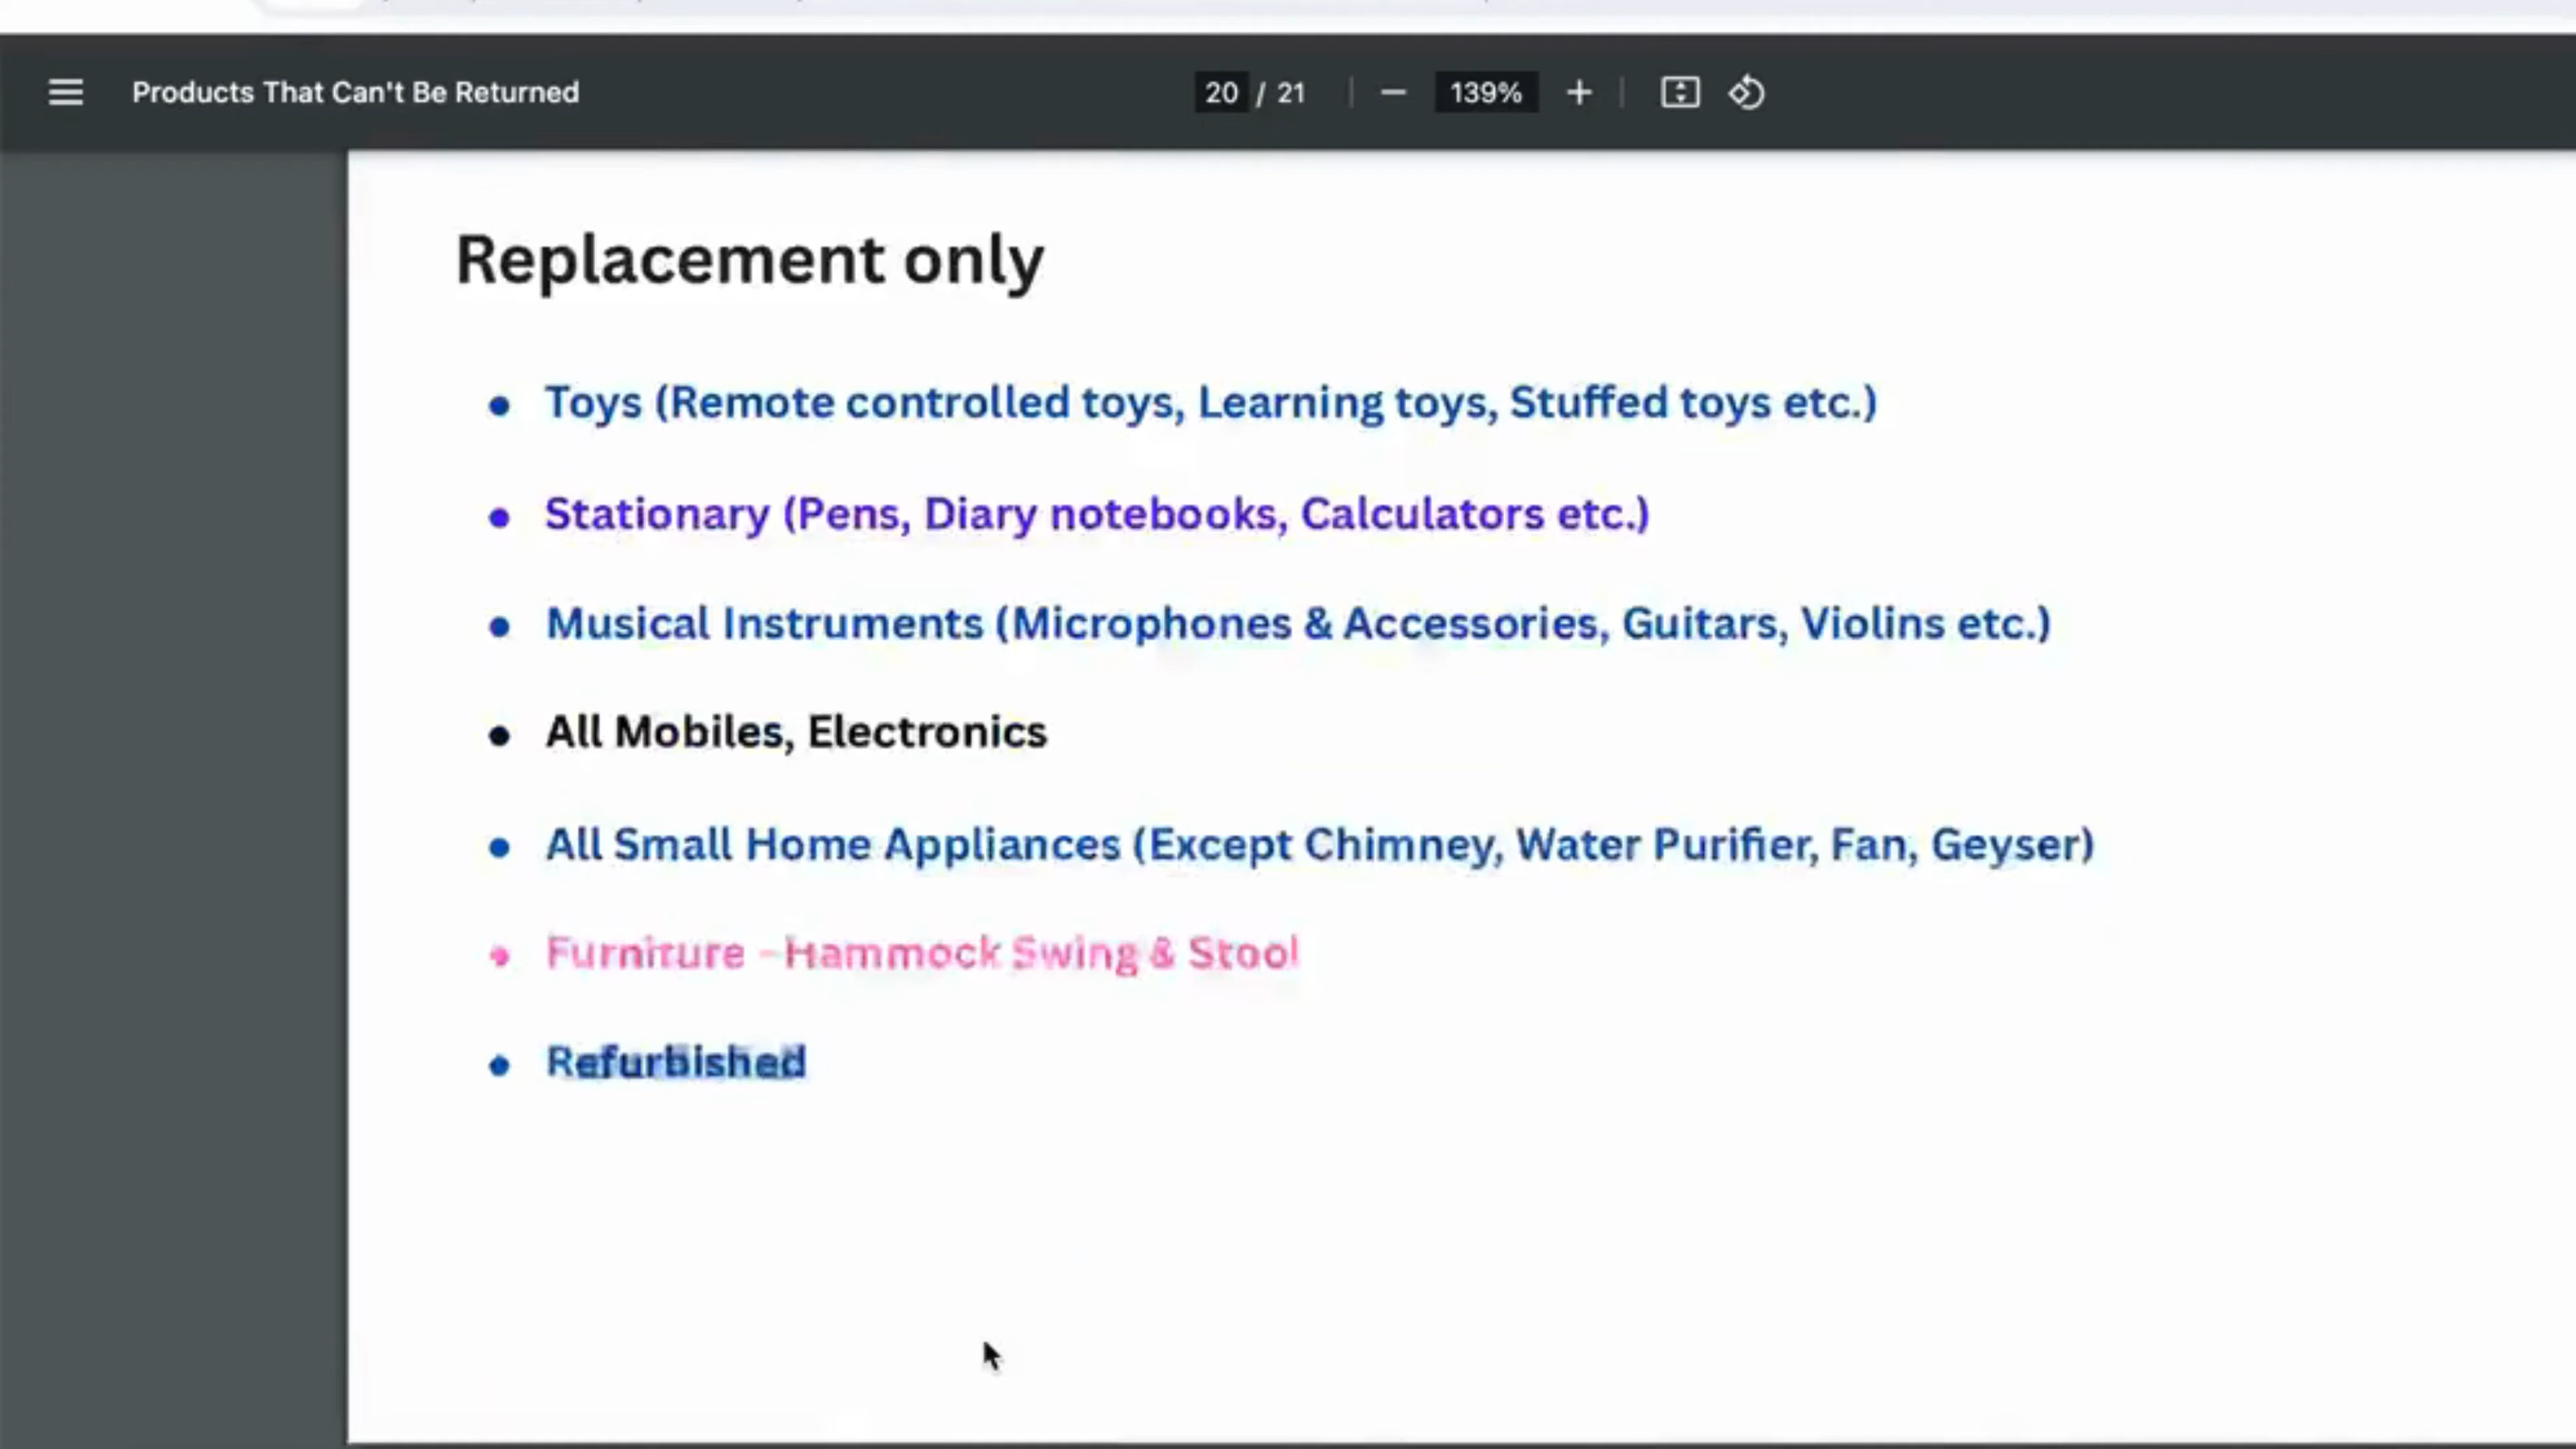 Products That Can't Be Returned
20 / 21
139%
Replacement only
• Toys (Remote controlled toys, Learning toys, Stuffed toys etc.)
• Stationary (Pens, Diary notebooks, Calculators etc.)
• Musical Instruments (Microphones & Accessories, Guitars, Violins etc.)
• All Mobiles, Electronics
• All Small Home Appliances (Except Chimney, Water Purifier, Fan, Geyser)
• Furniture - Hammock Swing & Stool
• Refurbished